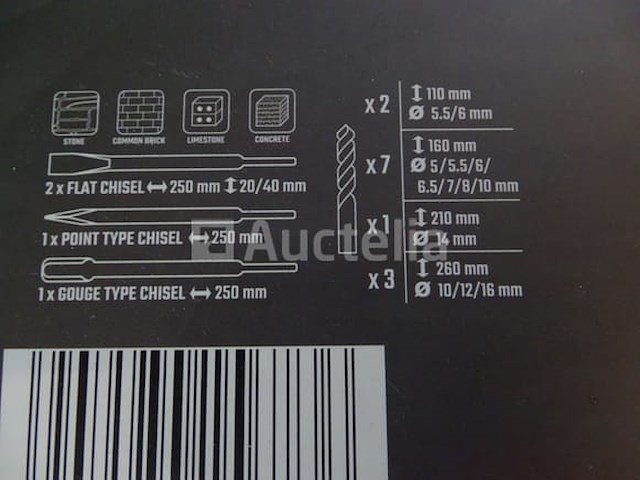 STONE COMMON BRICK LIMESTONE CONCRETE
2 x FLAT CHISEL ↔ 250 mm ↕ 20/40 mm
1 x POINT TYPE CHISEL ↔ 250 mm
1 x GOUGE TYPE CHISEL ↔ 250 mm
x 2
↕ 110 mm
Ø 5.5/6 mm
x 7
↕ 160 mm
Ø 5/5.5/6/
6.5/7/8/10 mm
x 1
↕ 210 mm
Ø 14 mm
x 3
↕ 260 mm
Ø 10/12/16 mm
Auctelia